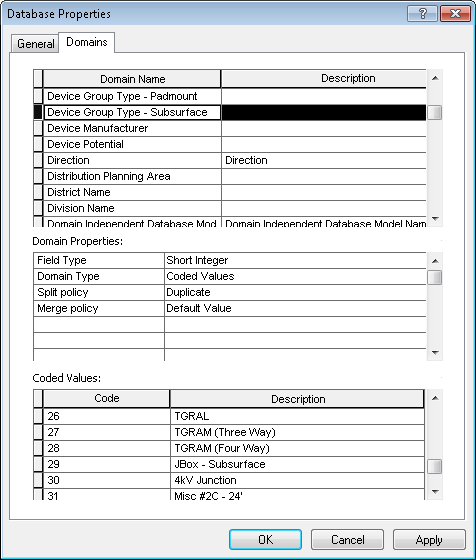 Database Properties
General Domains
Domain Name Description
Device Group Type - Padmount
Device Group Type - Subsurface
Device Manufacturer
Device Potential
Direction Direction
Distribution Planning Area
District Name
Division Name
Domain Independent Database Mod Domain Independent Database Model Nam
Domain Properties:
Field Type Short Integer
Domain Type Coded Values
Split policy Duplicate
Merge policy Default Value
Coded Values:
Code Description
26 TGRAL
27 TGRAM (Three Way)
28 TGRAM (Four Way)
29 JBox - Subsurface
30 4kV Junction
31 Misc #2C - 24'
OK Cancel Apply